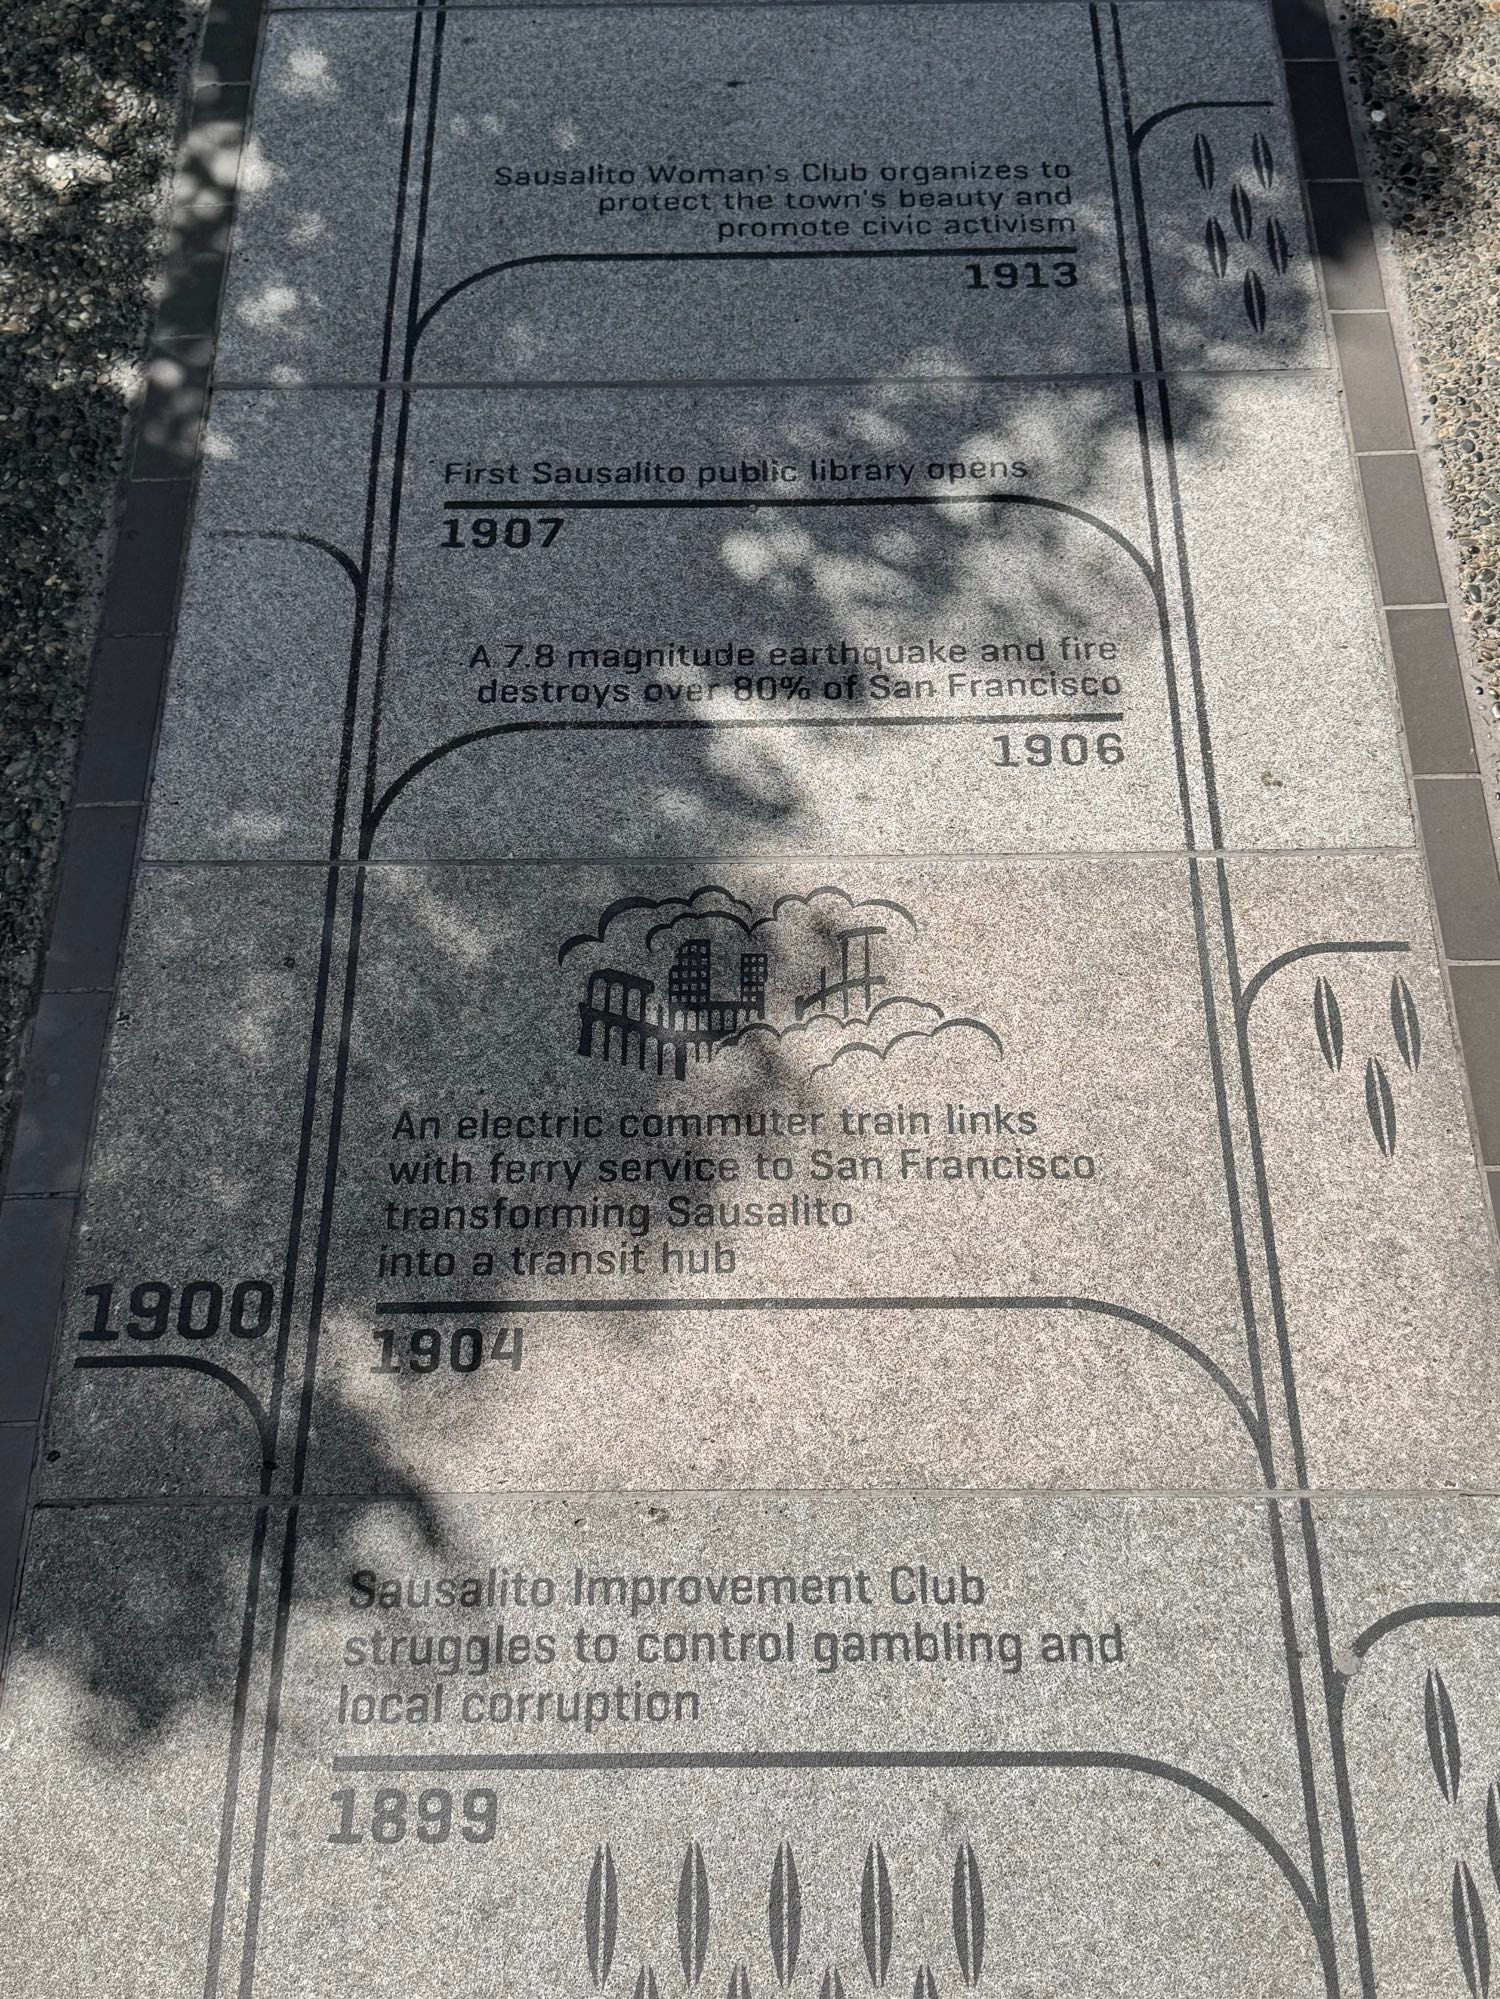 Sausalito Woman's Club organizes to
protect the town's beauty and
promote civic activism
1913
First Sausalito public library opens
1907
A 7.8 magnitude earthquake and fire
destroys over 80% of San Francisco
1906
An electric commuter train links
with ferry service to San Francisco
transforming Sausalito
into a transit hub
1900
1904
Sausalito Improvement Club
struggles to control gambling and
local corruption
1899